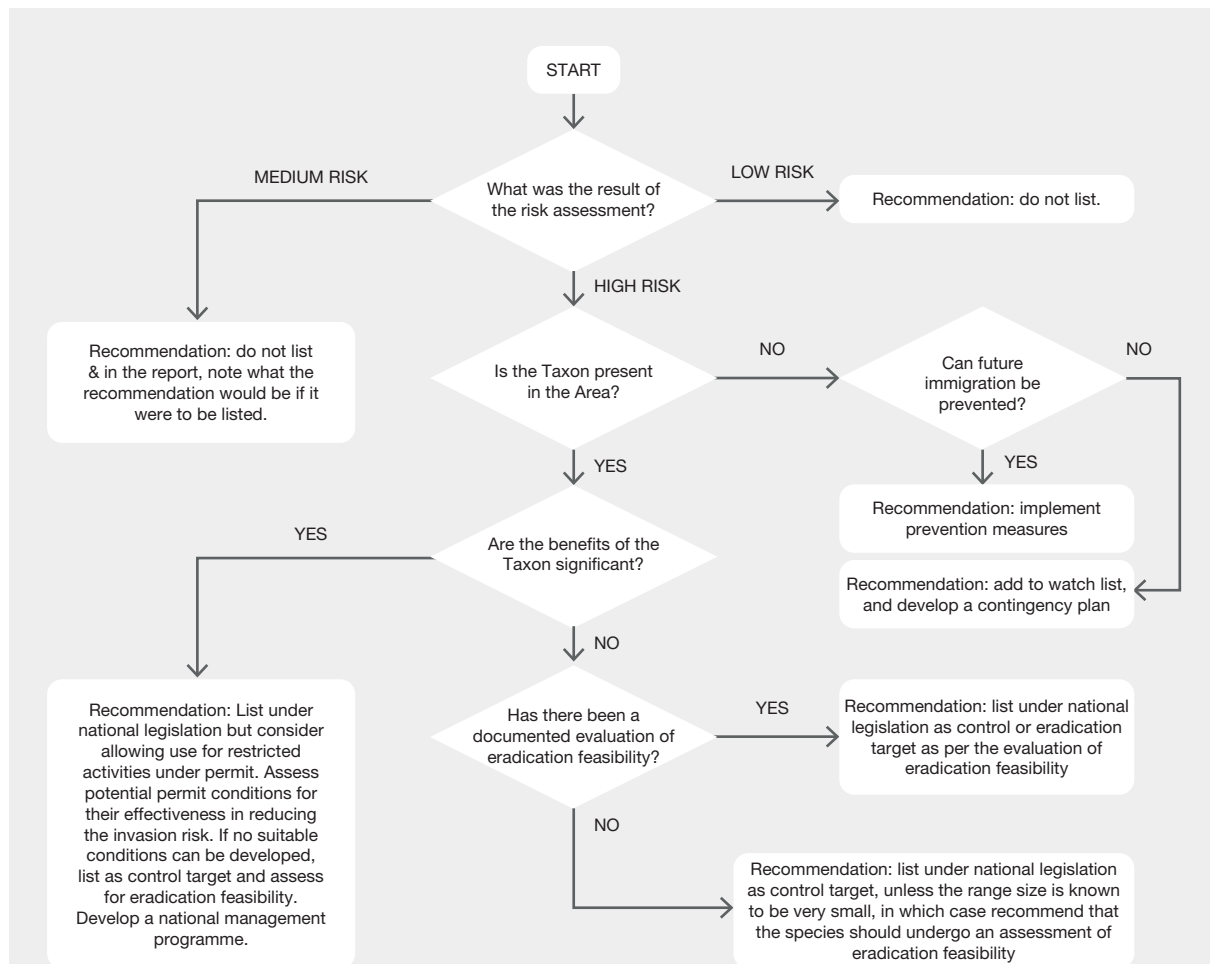 START
MEDIUM RISK
What was the result of
the risk assessment?
LOW RISK
Recommendation: do not list.
HIGH RISK
Recommendation: do not list
& in the report, note what the
recommendation would be if it
were to be listed.
Is the Taxon present
in the Area?
NO
Can future
immigration be
prevented?
NO
YES
YES
Recommendation: implement
prevention measures
YES
Are the benefits of the
Taxon significant?
Recommendation: add to watch list,
and develop a contingency plan
NO
Recommendation: List under
national legislation but consider
allowing use for restricted
activities under permit. Assess
potential permit conditions for
their effectiveness in reducing
the invasion risk. If no suitable
conditions can be developed,
list as control target and assess
for eradication feasibility.
Develop a national management
programme.
Has there been a
documented evaluation of
eradication feasibility?
YES
Recommendation: list under national
legislation as control or eradication
target as per the evaluation of
eradication feasibility
NO
Recommendation: list under national legislation
as control target, unless the range size is known
to be very small, in which case recommend that
the species should undergo an assessment of
eradication feasibility